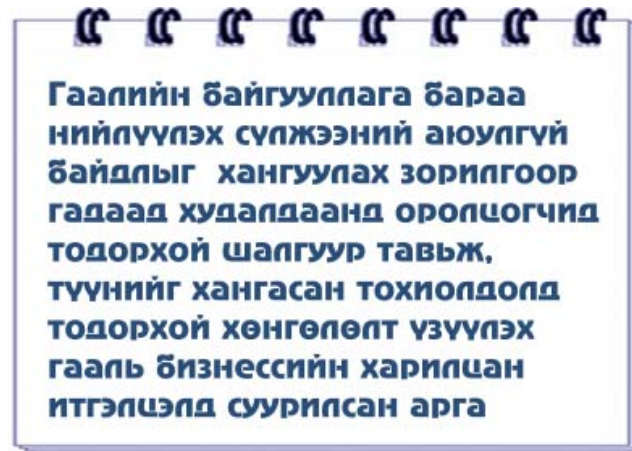 Гаалийн байгууллага бараа
нийлүүлэх сүлжээний аюулгүй
байдлыг хангуулах зорилгоор
гадаад худалдаанд оролцогчид
тодорхой шалгуур тавьж,
түүнийг хангасан тохиолдолд
тодорхой хөнгөлөлт үзүүлэх
гааль бизнессийн харилцан
итгэлцэлд суурилсан арга